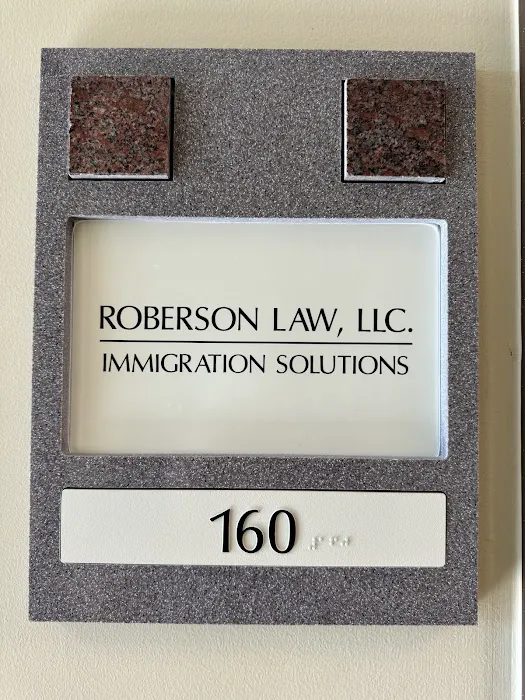 ROBERSON LAW, LLC.
IMMIGRATION SOLUTIONS
160